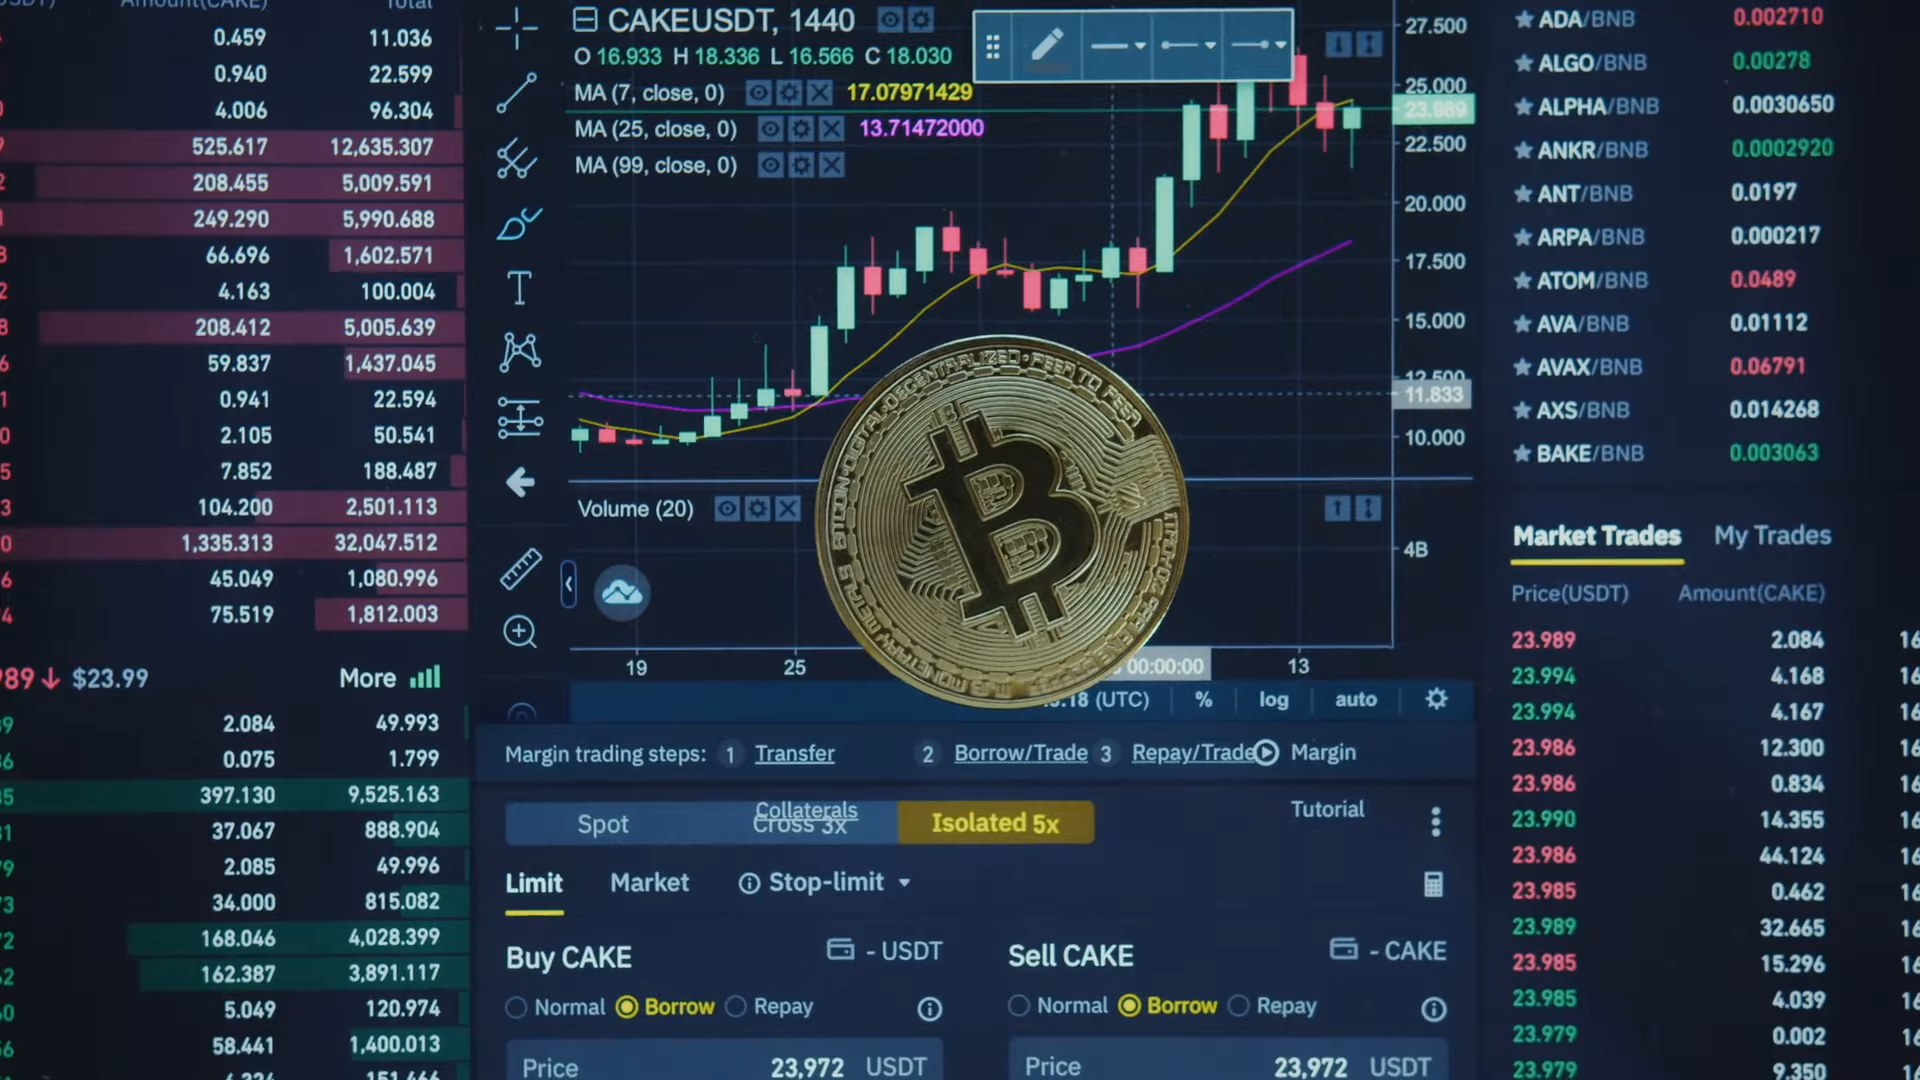 Amount(CAKE) Total
0.459 11.036
0.940 22.599
4.006 96.304
525.617 12,635.307
208.455 5,009.591
249.290 5,990.688
66.696 1,602.571
4.163 100.004
208.412 5,005.639
59.837 1,437.045
0.941 22.594
2.105 50.541
7.852 188.487
104.200 2,501.113
1,335.313 32,047.512
45.049 1,080.996
75.519 1,812.003
$23.99 More
2.084 49.993
0.075 1.799
397.130 9,525.163
37.067 888.904
2.085 49.996
34.000 815.082
168.046 4,028.399
162.387 3,891.117
5.049 120.974
58.441 1,400.013
CAKEUSDT, 1440
O 16.933 H 18.336 L 16.566 C 18.030
MA (7, close, 0) 17.07971429
MA (25, close, 0) 13.71472000
MA (99, close, 0)
27.500
25.000
23.989
22.500
20.000
17.500
15.000
12.500
11.833
10.000
Volume (20)
4B
DECENTRALIZED • PEER TO PEER
DIGITAL
BITCOIN
19 25 00:00:00 13
(UTC) % log auto
Margin trading steps: 1 Transfer 2 Borrow/Trade 3 Repay/Trade Margin
Collaterals Tutorial
Spot Cross 3x Isolated 5x
Limit Market Stop-limit
Buy CAKE - USDT Sell CAKE - CAKE
Normal Borrow Repay Normal Borrow Repay
Price 23,972 USDT Price 23,972 USDT
ADA/BNB 0.002710
ALGO/BNB 0.00278
ALPHA/BNB 0.0030650
ANKR/BNB 0.0002920
ANT/BNB 0.0197
ARPA/BNB 0.000217
ATOM/BNB 0.0489
AVA/BNB 0.01112
AVAX/BNB 0.06791
AXS/BNB 0.014268
BAKE/BNB 0.003063
Market Trades My Trades
Price(USDT) Amount(CAKE)
23.989 2.084
23.994 4.168
23.994 4.167
23.986 12.300
23.986 0.834
23.990 14.355
23.986 44.124
23.985 0.462
23.989 32.665
23.985 15.296
23.985 4.039
23.979 0.002
23.979 9.350